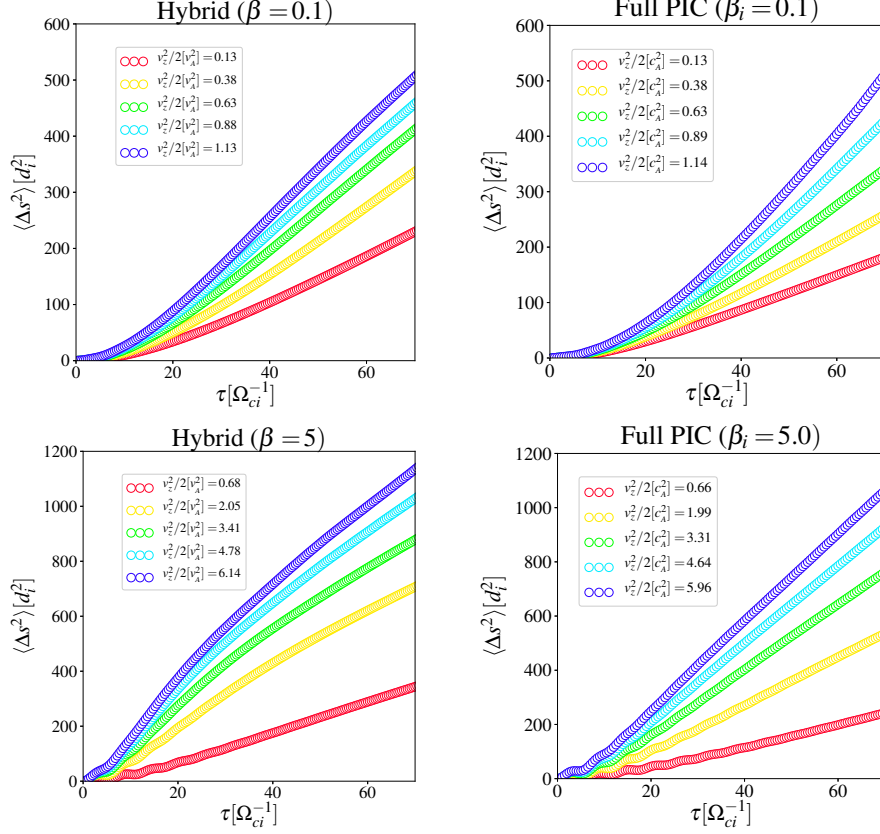 Hybrid (β = 0.1)
600
500
400
300
200
100
0
⟨Δs²⟩[d_i²]
v_z²/2[v_A²] = 0.13
v_z²/2[v_A²] = 0.38
v_z²/2[v_A²] = 0.63
v_z²/2[v_A²] = 0.88
v_z²/2[v_A²] = 1.13
0 20 40 60
τ[Ω_ci⁻¹]
Full PIC (β_i = 0.1)
600
500
400
300
200
100
0
⟨Δs²⟩[d_i²]
v_z²/2[c_A²] = 0.13
v_z²/2[c_A²] = 0.38
v_z²/2[c_A²] = 0.63
v_z²/2[c_A²] = 0.89
v_z²/2[c_A²] = 1.14
0 20 40 60
τ[Ω_ci⁻¹]
Hybrid (β = 5)
1200
1000
800
600
400
200
0
⟨Δs²⟩[d_i²]
v_z²/2[v_A²] = 0.68
v_z²/2[v_A²] = 2.05
v_z²/2[v_A²] = 3.41
v_z²/2[v_A²] = 4.78
v_z²/2[v_A²] = 6.14
0 20 40 60
τ[Ω_ci⁻¹]
Full PIC (β_i = 5.0)
1200
1000
800
600
400
200
0
⟨Δs²⟩[d_i²]
v_z²/2[c_A²] = 0.66
v_z²/2[c_A²] = 1.99
v_z²/2[c_A²] = 3.31
v_z²/2[c_A²] = 4.64
v_z²/2[c_A²] = 5.96
0 20 40 60
τ[Ω_ci⁻¹]